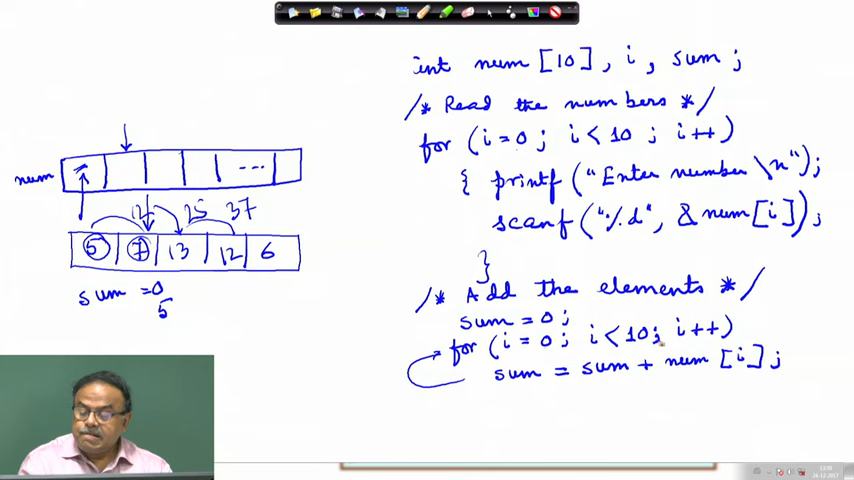 int num [10], i, sum;
/* Read the numbers */
for (i=0; i<10; i++)
{ printf ("Enter number \n");
scanf ("%d", &num[i]);
}
/* Add the elements */
sum = 0;
for (i = 0; i<10; i++)
sum = sum + num [i];
num ...
12 25 37
5 7 13 12 6
sum = 0
5